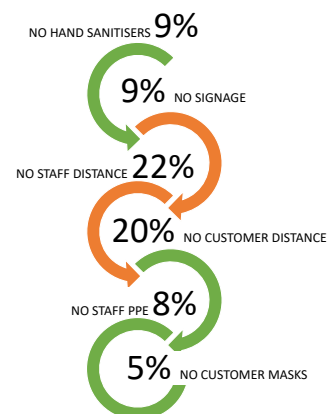 NO HAND SANITISERS 9%
9% NO SIGNAGE
NO STAFF DISTANCE 22%
20% NO CUSTOMER DISTANCE
NO STAFF PPE 8%
5% NO CUSTOMER MASKS